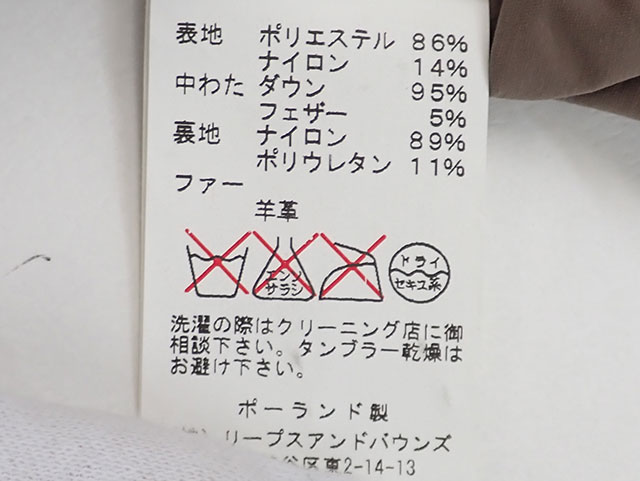 表地 ポリエステル 86%
ナイロン 14%
中わた ダウン 95%
フェザー 5%
裏地 ナイロン 89%
ポリウレタン 11%
ファー
羊革
エンソ サラシ
ドライ セキユ系
洗濯の際はクリーニング店に御
相談下さい。タンブラー乾燥は
お避け下さい。
ポーランド製
リープスアンドバウンズ
谷区東2-14-13